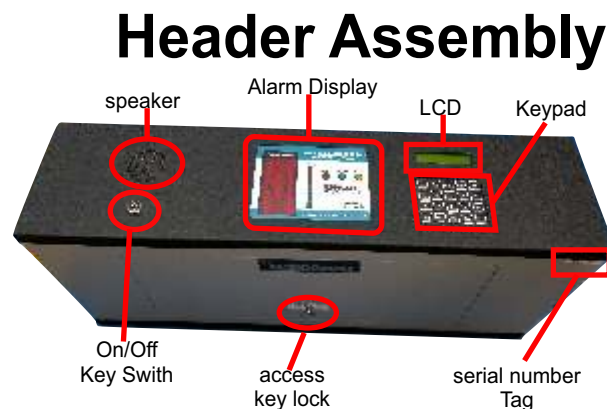 Header Assembly
speaker
Alarm Display
LCD
Keypad
On/Off
Key Swith
access
key lock
serial number
Tag